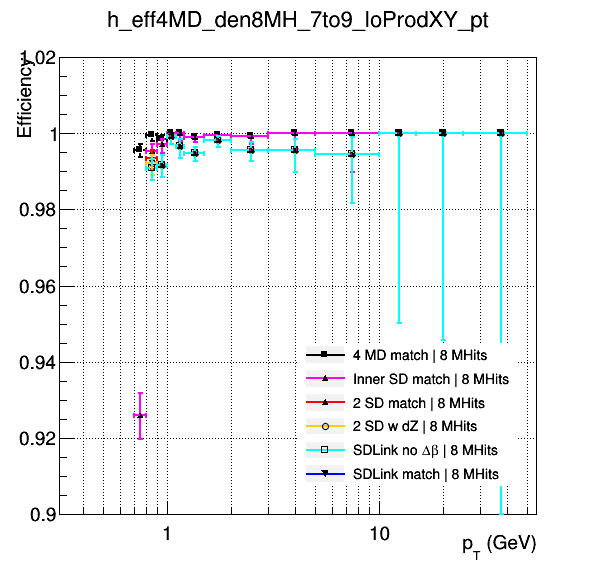 h_eff4MD_den8MH_7to9_loProdXY_pt
Efficiency
1.02
1
0.98
0.96
0.94
0.92
0.9
4 MD match | 8 MHits
Inner SD match | 8 MHits
2 SD match | 8 MHits
2 SD w dZ | 8 MHits
SDLink no Δβ | 8 MHits
SDLink match | 8 MHits
1
10
p_T (GeV)